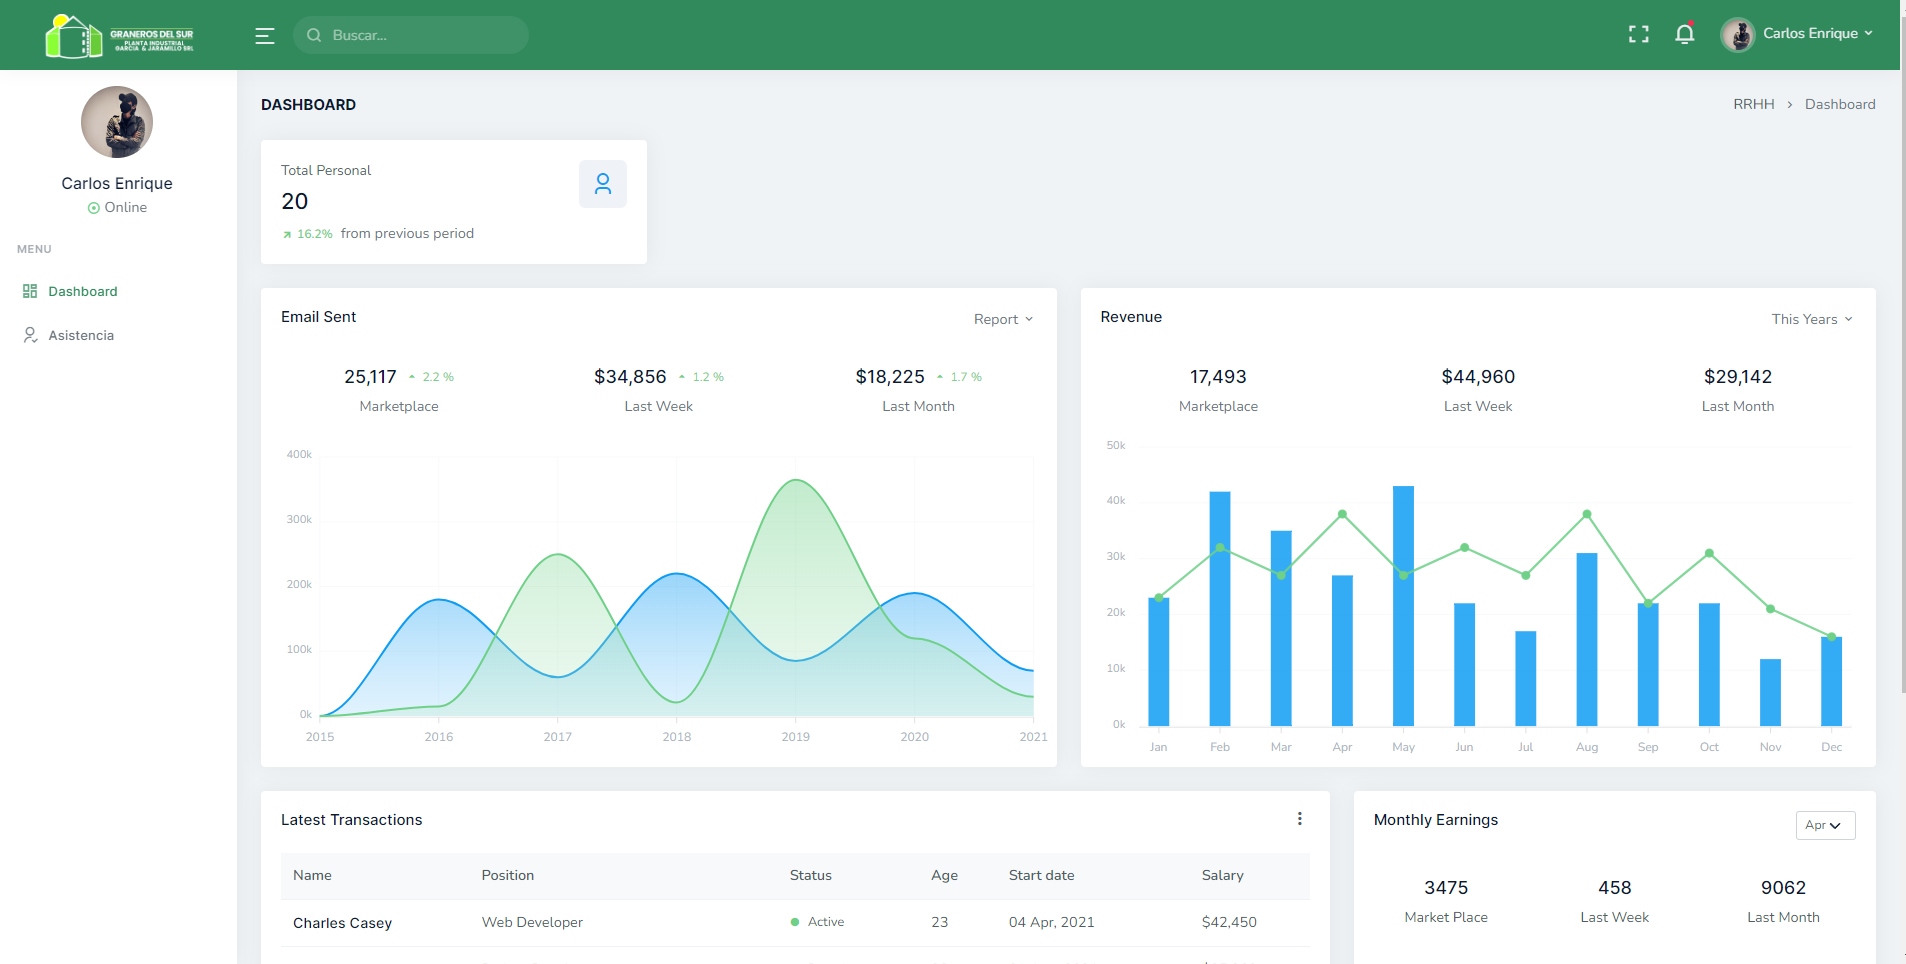 GRANEROS DEL SUR
PLANTA INDUSTRIAL
GARCIA & JARAMILLO SRL
Buscar...
Carlos Enrique
Carlos Enrique
Online
MENU
Dashboard
Asistencia
DASHBOARD
RRHH > Dashboard
Total Personal
20
16.2% from previous period
Email Sent
Report
25,117 2.2 %
Marketplace
$34,856 1.2 %
Last Week
$18,225 1.7 %
Last Month
400k
300k
200k
100k
0k
2015 2016 2017 2018 2019 2020 2021
Revenue
This Years
17,493
Marketplace
$44,960
Last Week
$29,142
Last Month
50k
40k
30k
20k
10k
0k
Jan Feb Mar Apr May Jun Jul Aug Sep Oct Nov Dec
Latest Transactions
Name Position Status Age Start date Salary
Charles Casey Web Developer Active 23 04 Apr, 2021 $42,450
Monthly Earnings
Apr
3475
Market Place
458
Last Week
9062
Last Month